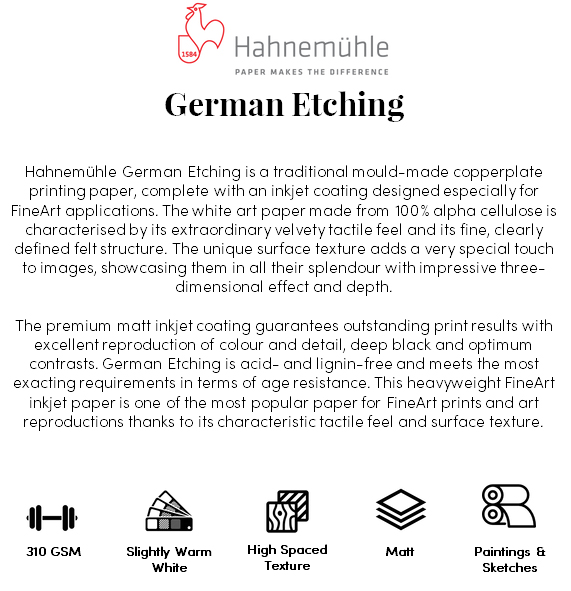 1584
Hahnemühle
PAPER MAKES THE DIFFERENCE
German Etching
Hahnemühle German Etching is a traditional mould-made copperplate
printing paper, complete with an inkjet coating designed especially for
FineArt applications. The white art paper made from 100% alpha cellulose is
characterised by its extraordinary velvety tactile feel and its fine, clearly
defined felt structure. The unique surface texture adds a very special touch
to images, showcasing them in all their splendour with impressive three-
dimensional effect and depth.
The premium matt inkjet coating guarantees outstanding print results with
excellent reproduction of colour and detail, deep black and optimum
contrasts. German Etching is acid- and lignin-free and meets the most
exacting requirements in terms of age resistance. This heavyweight FineArt
inkjet paper is one of the most popular paper for FineArt prints and art
reproductions thanks to its characteristic tactile feel and surface texture.
310 GSM
Slightly Warm
White
High Spaced
Texture
Matt
Paintings &
Sketches